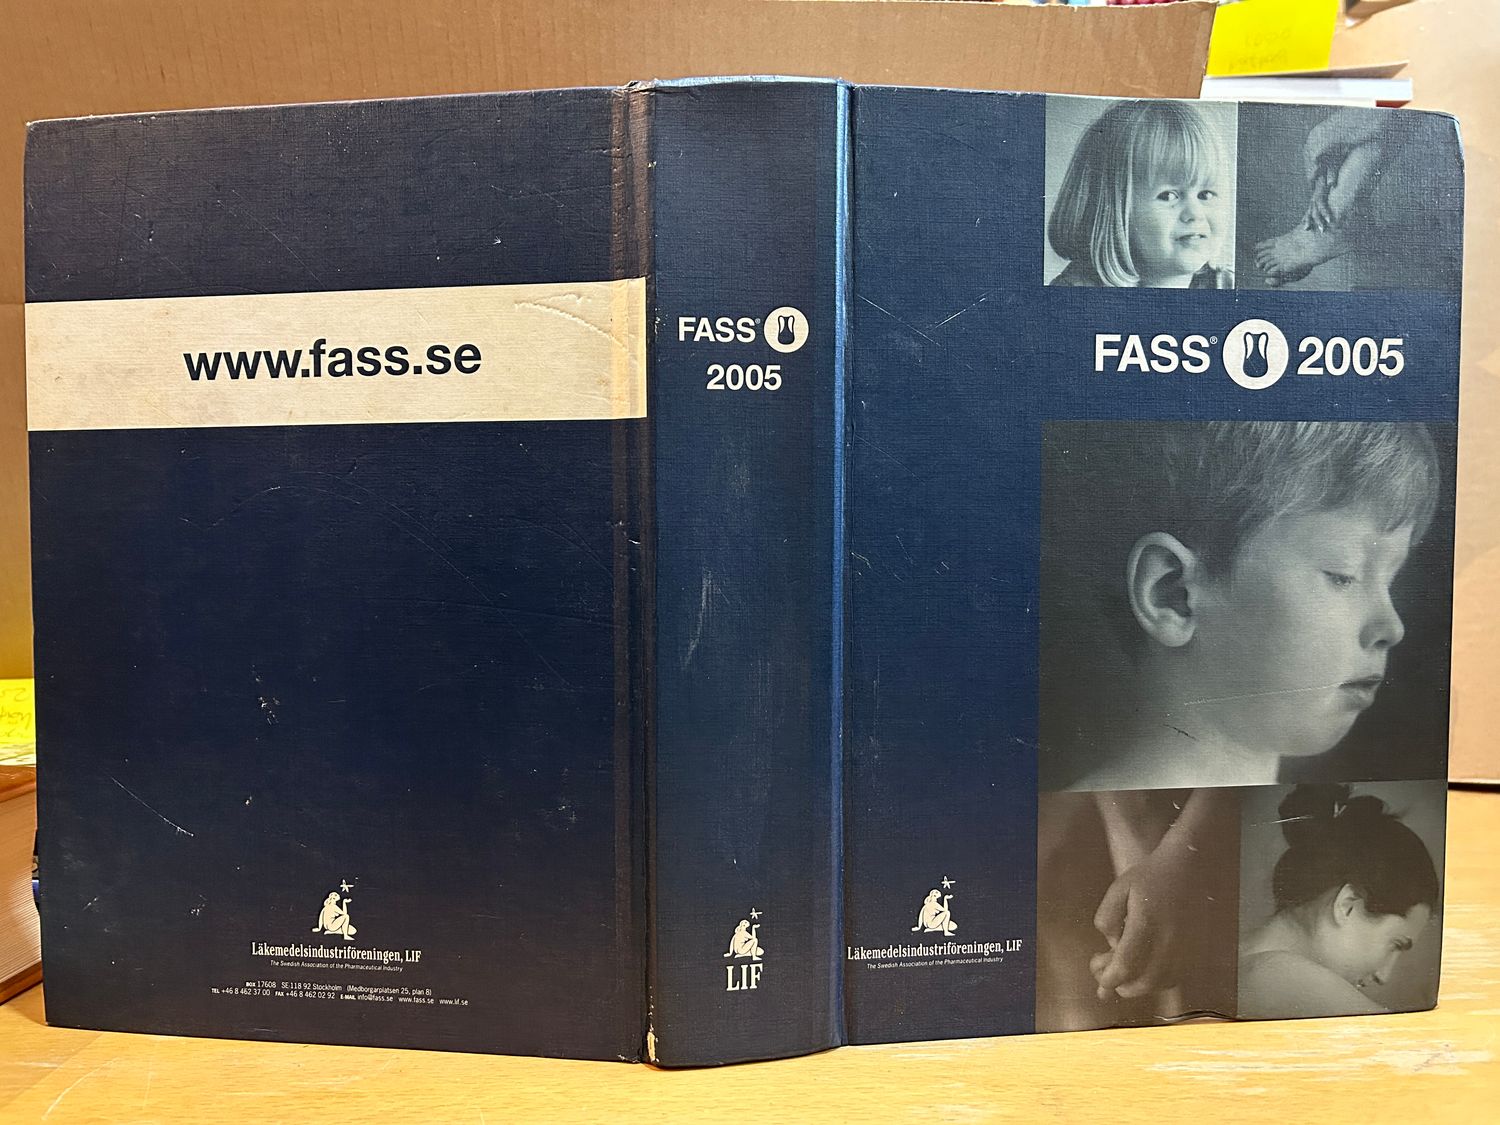 www.fass.se
Läkemedelsindustriföreningen, LIF
The Swedish Association of the Pharmaceutical Industry
BOX 17608 SE-118 92 Stockholm (Medborgarplatsen 25, plan 8)
TEL +46 8 462 37 00 FAX +46 8 462 02 92 E-MAIL info@fass.se www.fass.se www.lif.se
FASS®
2005
LIF
FASS® 2005
Läkemedelsindustriföreningen, LIF
The Swedish Association of the Pharmaceutical Industry